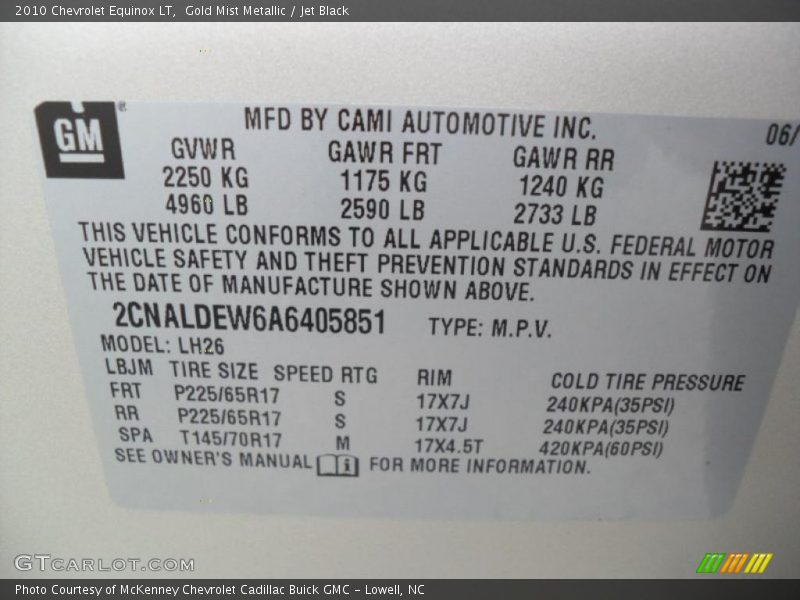 2010 Chevrolet Equinox LT,  Gold Mist Metallic / Jet Black
GM
MFD BY CAMI AUTOMOTIVE INC.
06/
GVWR GAWR FRT GAWR RR
2250 KG 1175 KG 1240 KG
4960 LB 2590 LB 2733 LB
THIS VEHICLE CONFORMS TO ALL APPLICABLE U.S. FEDERAL MOTOR
VEHICLE SAFETY AND THEFT PREVENTION STANDARDS IN EFFECT ON
THE DATE OF MANUFACTURE SHOWN ABOVE.
2CNALDEW6A6405851 TYPE: M.P.V.
MODEL: LH26
LBJM TIRE SIZE SPEED RTG RIM COLD TIRE PRESSURE
FRT P225/65R17 S 17X7J 240KPA(35PSI)
RR P225/65R17 S 17X7J 240KPA(35PSI)
SPA T145/70R17 M 17X4.5T 420KPA(60PSI)
SEE OWNER'S MANUAL FOR MORE INFORMATION.
GTCARLOT.COM
Photo Courtesy of McKenney Chevrolet Cadillac Buick GMC - Lowell, NC